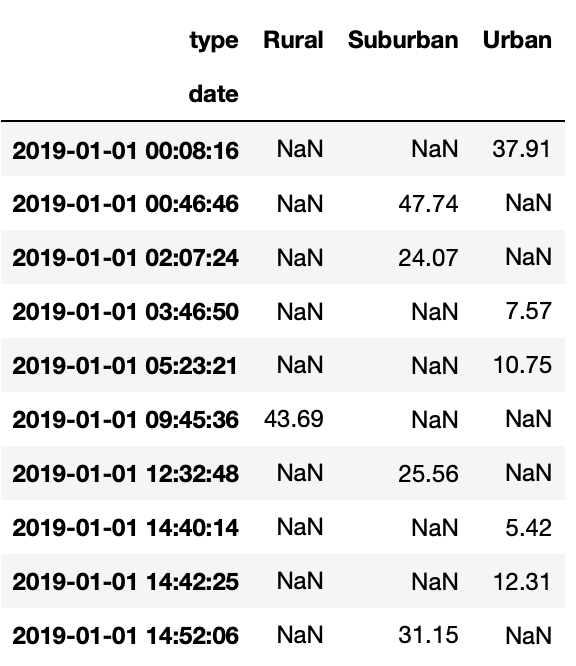 type Rural Suburban Urban
date
2019-01-01 00:08:16 NaN NaN 37.91
2019-01-01 00:46:46 NaN 47.74 NaN
2019-01-01 02:07:24 NaN 24.07 NaN
2019-01-01 03:46:50 NaN NaN 7.57
2019-01-01 05:23:21 NaN NaN 10.75
2019-01-01 09:45:36 43.69 NaN NaN
2019-01-01 12:32:48 NaN 25.56 NaN
2019-01-01 14:40:14 NaN NaN 5.42
2019-01-01 14:42:25 NaN NaN 12.31
2019-01-01 14:52:06 NaN 31.15 NaN